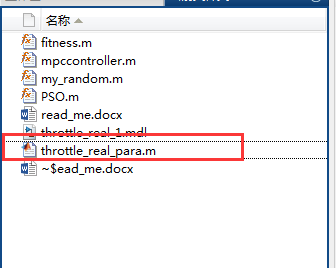 名称
fitness.m
mpccontroller.m
my_random.m
PSO.m
read_me.docx
throttle_real_1.mdl
throttle_real_para.m
~$ead_me.docx